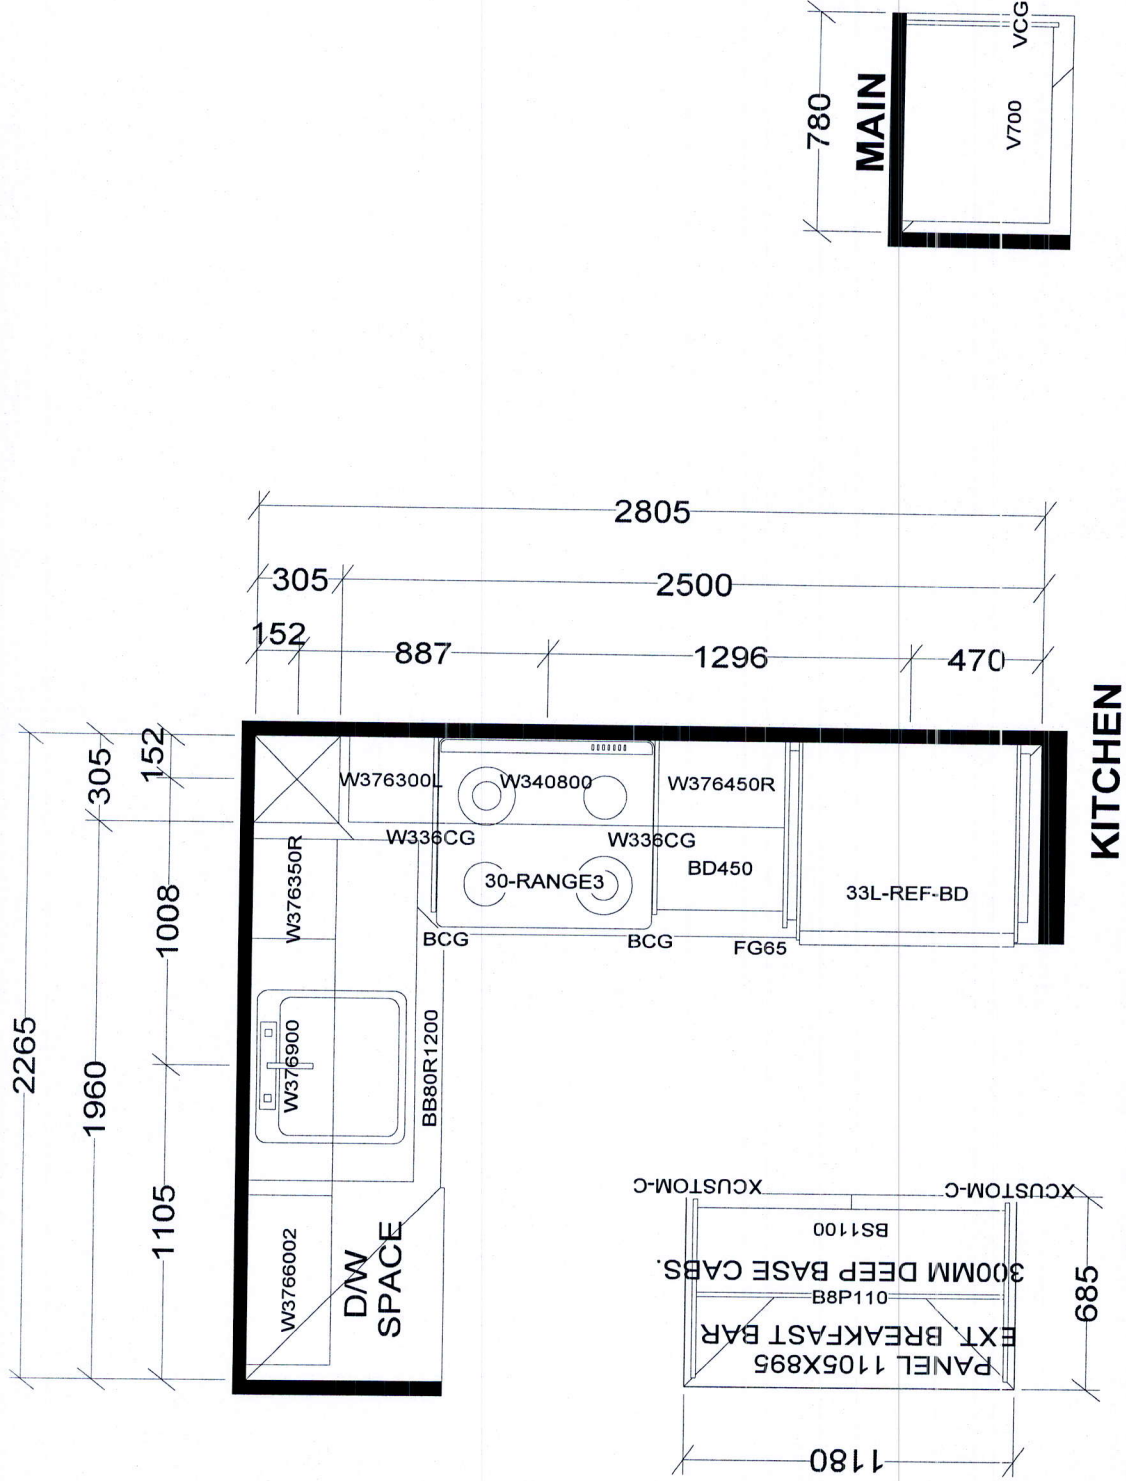 VCG
780
MAIN
V700
2805
305
2500
152
887
1296
470
KITCHEN
2265
305
152
1960
1008
1105
W376300L
W340800
W376450R
W336CG
W336CG
W376350R
30-RANGE3
BD450
33L-REF-BD
BCG
BCG
FG65
W376900
BB80R1200
W3766002
D/W
SPACE
XCUSTOM-C
XCUSTOM-C
BS1100
300MM DEEP BASE CABS.
B8P110
EXT. BREAKFAST BAR
PANEL 1105X895
685
1180